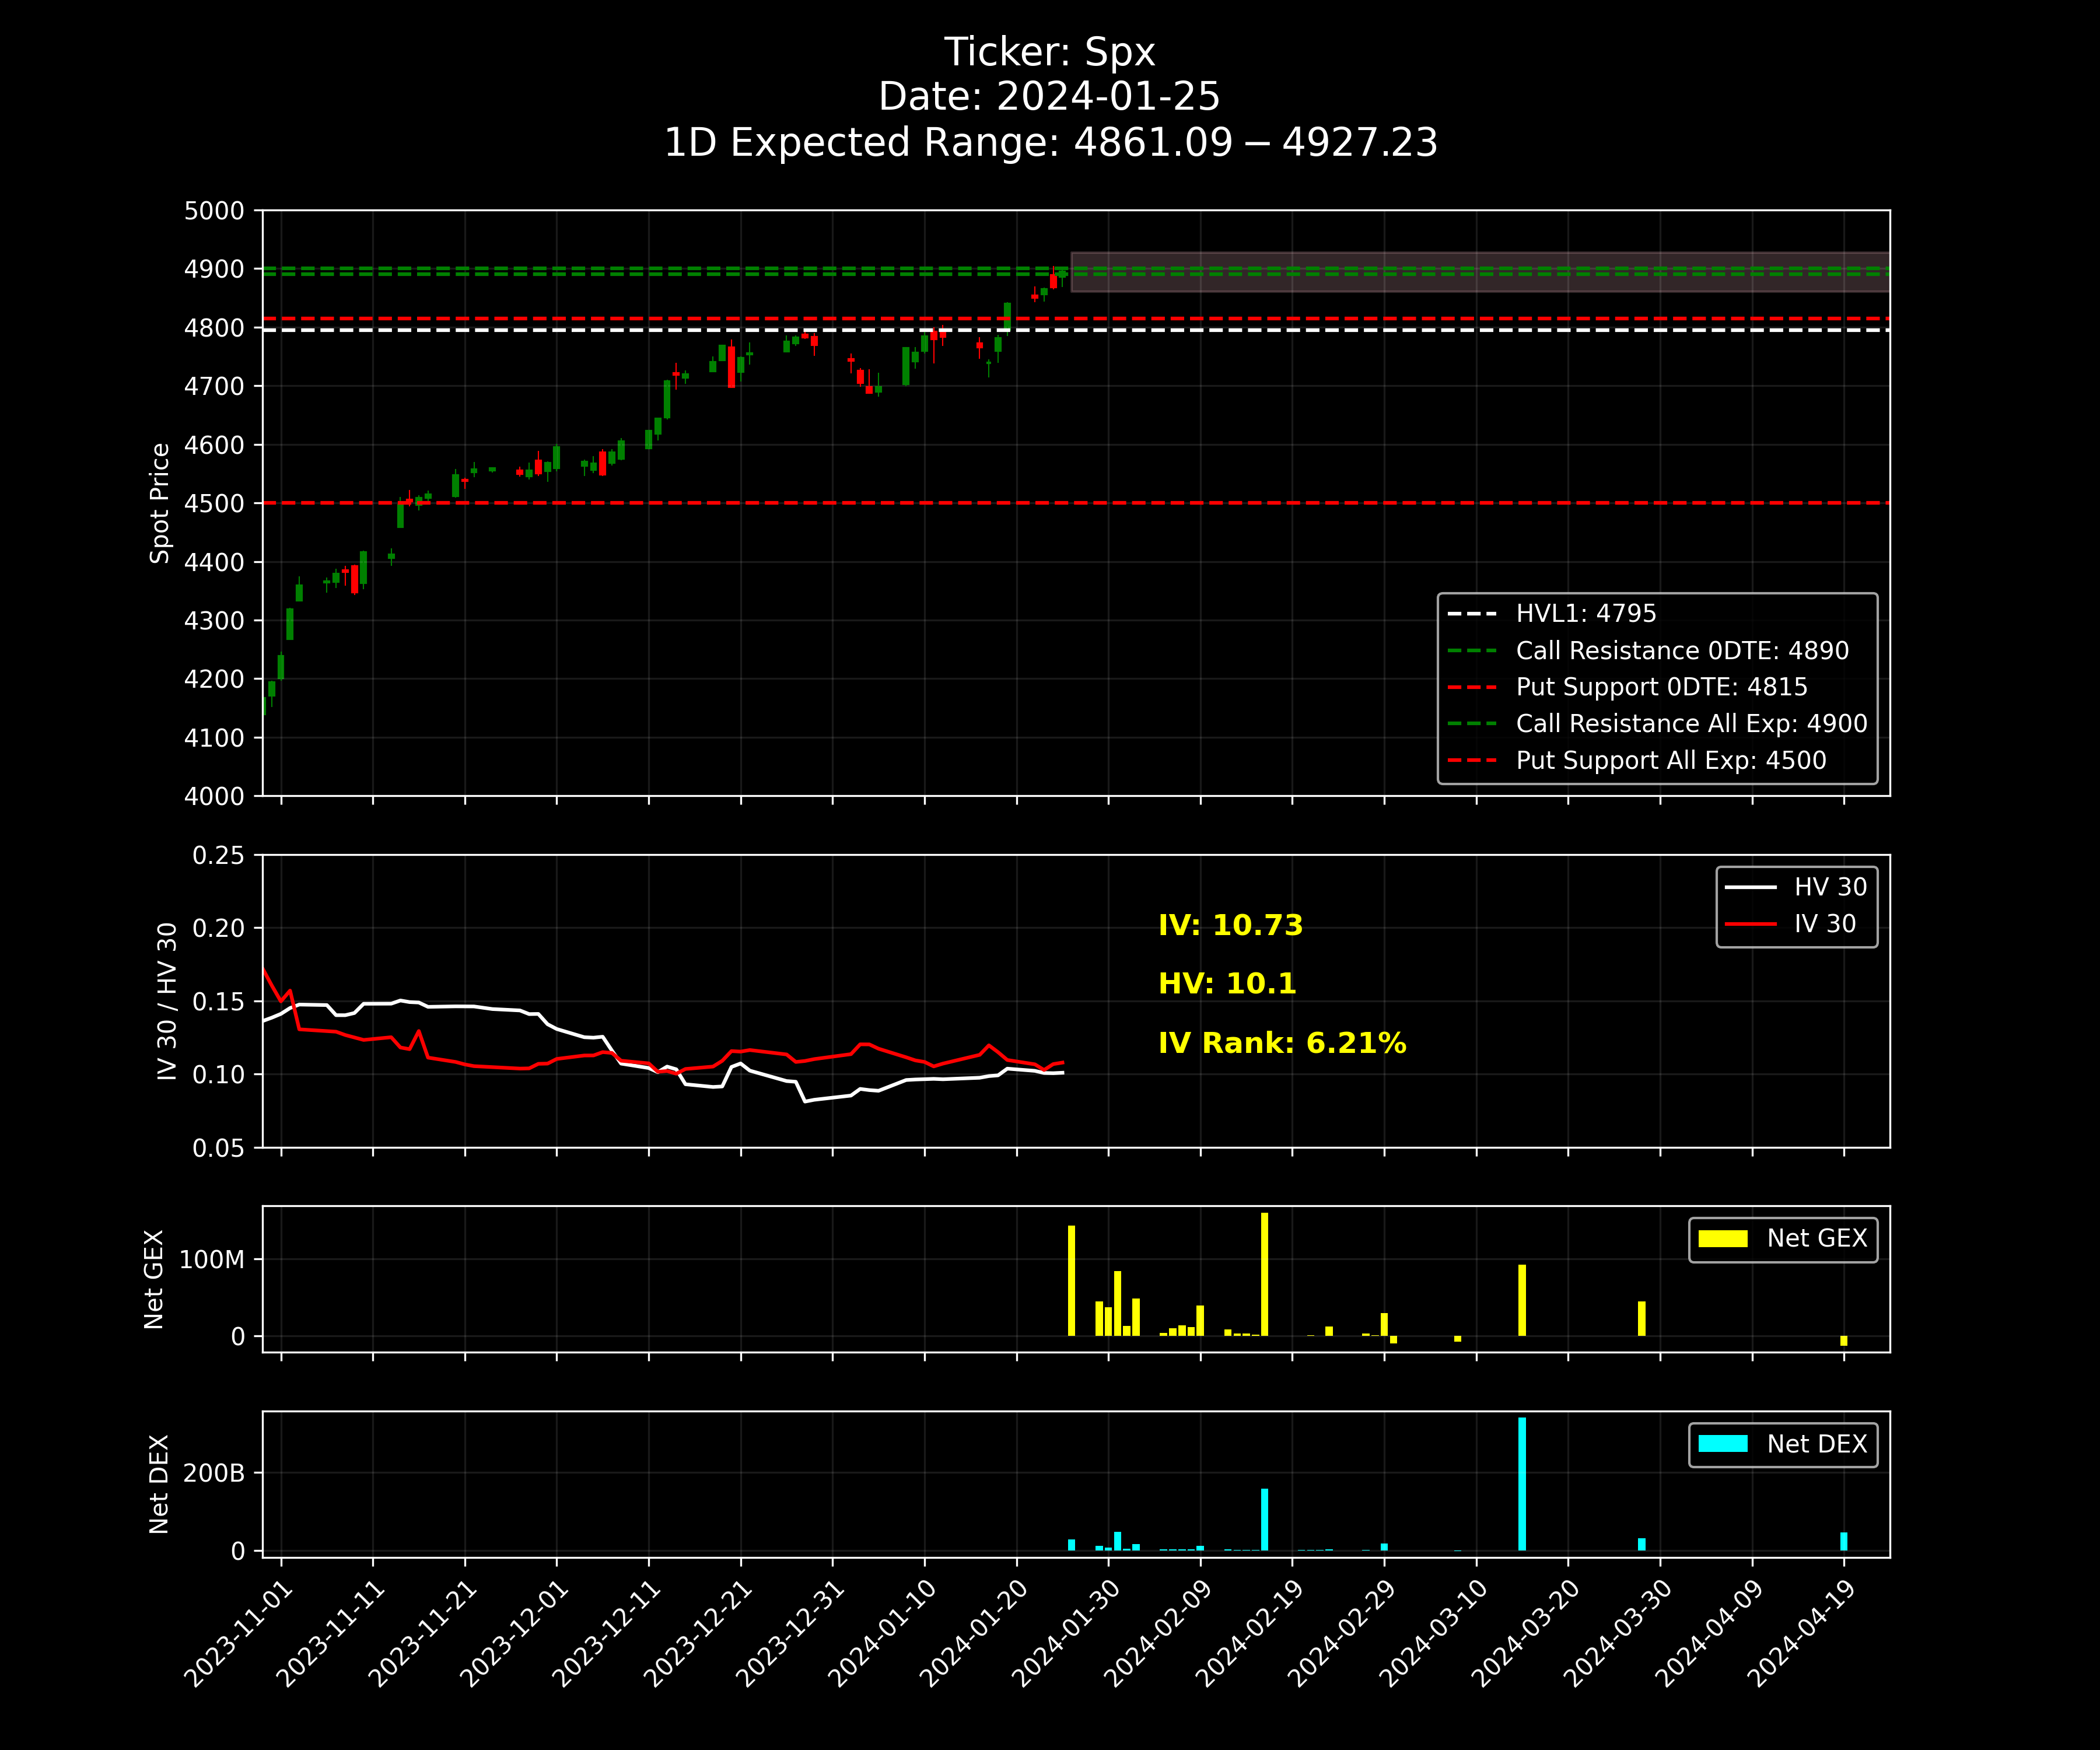 Ticker: Spx
Date: 2024-01-25
1D Expected Range: 4861.09 − 4927.23
Spot Price
5000
4900
4800
4700
4600
4500
4400
4300
4200
4100
4000
HVL1: 4795
Call Resistance 0DTE: 4890
Put Support 0DTE: 4815
Call Resistance All Exp: 4900
Put Support All Exp: 4500
IV 30 / HV 30
0.25
0.20
0.15
0.10
0.05
IV: 10.73
HV: 10.1
IV Rank: 6.21%
HV 30
IV 30
Net GEX
100M
0
Net GEX
Net DEX
200B
0
Net DEX
2023-11-01
2023-11-11
2023-11-21
2023-12-01
2023-12-11
2023-12-21
2023-12-31
2024-01-10
2024-01-20
2024-01-30
2024-02-09
2024-02-19
2024-02-29
2024-03-10
2024-03-20
2024-03-30
2024-04-09
2024-04-19